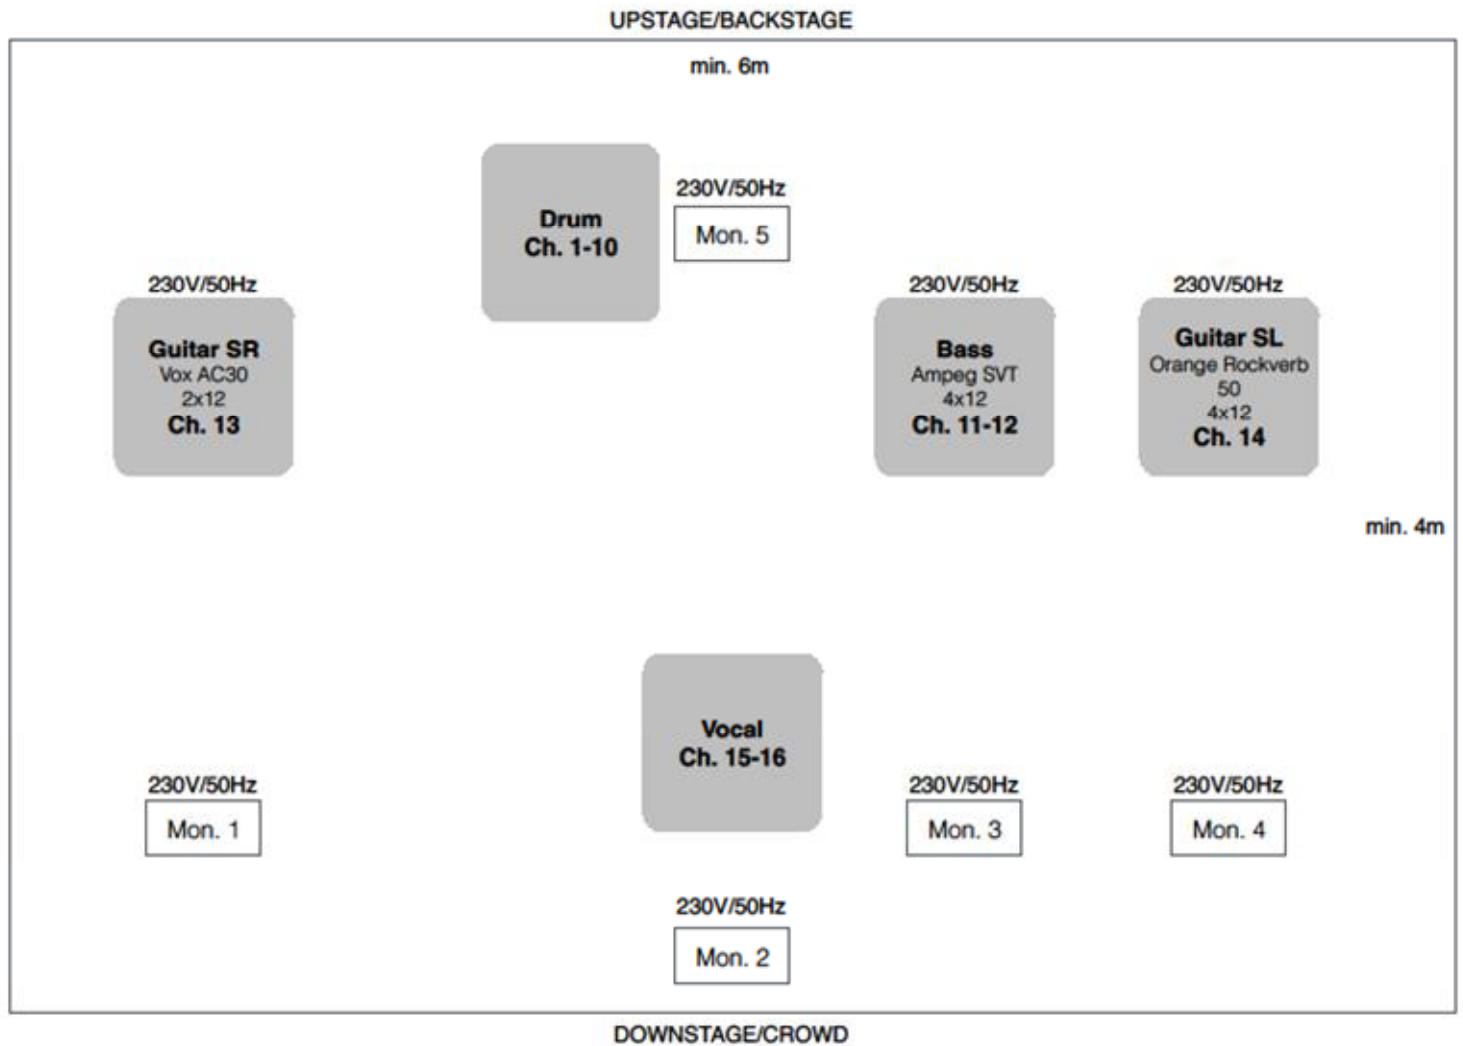 UPSTAGE/BACKSTAGE
min. 6m
Drum
Ch. 1-10
230V/50Hz
Mon. 5
230V/50Hz
Guitar SR
Vox AC30
2x12
Ch. 13
230V/50Hz
Bass
Ampeg SVT
4x12
Ch. 11-12
230V/50Hz
Guitar SL
Orange Rockverb
50
4x12
Ch. 14
min. 4m
Vocal
Ch. 15-16
230V/50Hz
Mon. 1
230V/50Hz
Mon. 3
230V/50Hz
Mon. 4
230V/50Hz
Mon. 2
DOWNSTAGE/CROWD